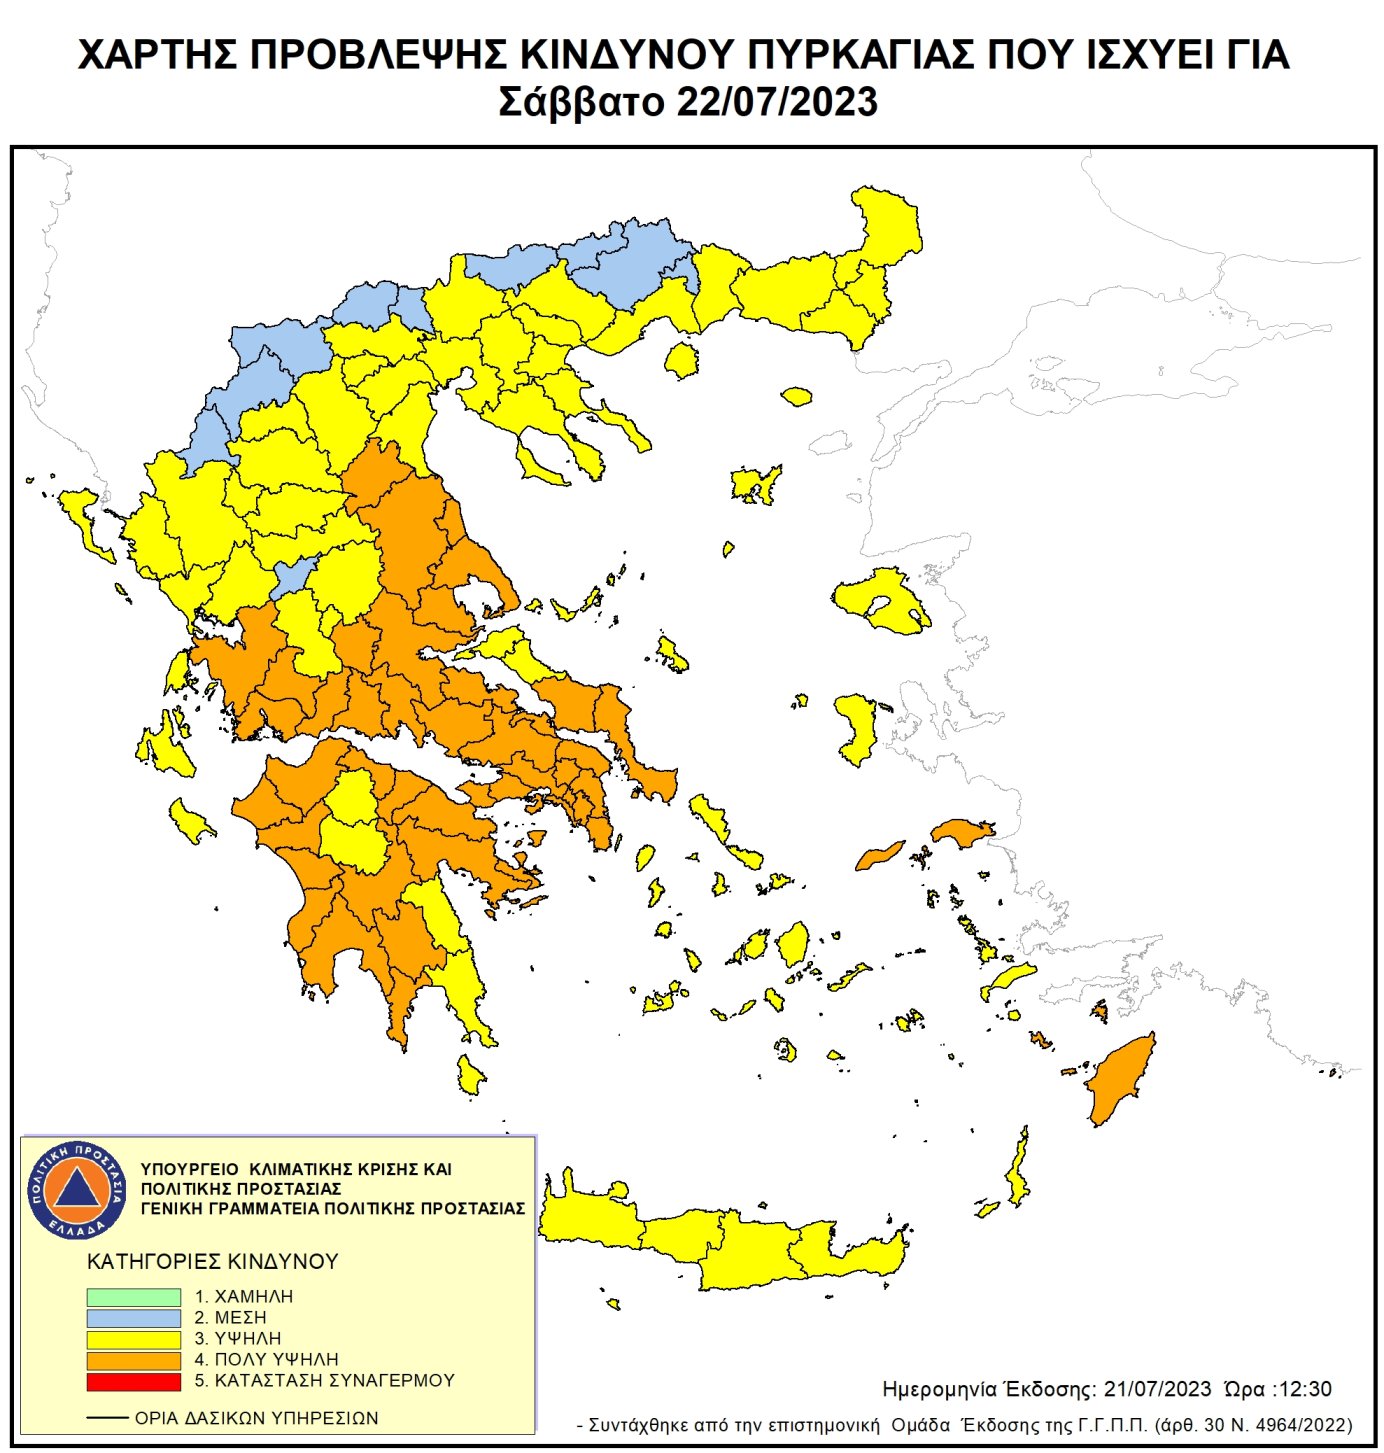 ΧΑΡΤΗΣ ΠΡΟΒΛΕΨΗΣ ΚΙΝΔΥΝΟΥ ΠΥΡΚΑΓΙΑΣ ΠΟΥ ΙΣΧΥΕΙ ΓΙΑ
Σάββατο 22/07/2023
ΠΟΛΙΤΙΚΗ ΠΡΟΣΤΑΣΙΑ
ΕΛΛΑΔΑ
ΥΠΟΥΡΓΕΙΟ ΚΛΙΜΑΤΙΚΗΣ ΚΡΙΣΗΣ ΚΑΙ
ΠΟΛΙΤΙΚΗΣ ΠΡΟΣΤΑΣΙΑΣ
ΓΕΝΙΚΗ ΓΡΑΜΜΑΤΕΙΑ ΠΟΛΙΤΙΚΗΣ ΠΡΟΣΤΑΣΙΑΣ
ΚΑΤΗΓΟΡΙΕΣ ΚΙΝΔΥΝΟΥ
1. ΧΑΜΗΛΗ
2. ΜΕΣΗ
3. ΥΨΗΛΗ
4. ΠΟΛΥ ΥΨΗΛΗ
5. ΚΑΤΑΣΤΑΣΗ ΣΥΝΑΓΕΡΜΟΥ
ΟΡΙΑ ΔΑΣΙΚΩΝ ΥΠΗΡΕΣΙΩΝ
Ημερομηνία Έκδοσης: 21/07/2023 Ώρα :12:30
- Συντάχθηκε από την επιστημονική Ομάδα Έκδοσης της Γ.Γ.Π.Π. (άρθ. 30 Ν. 4964/2022)